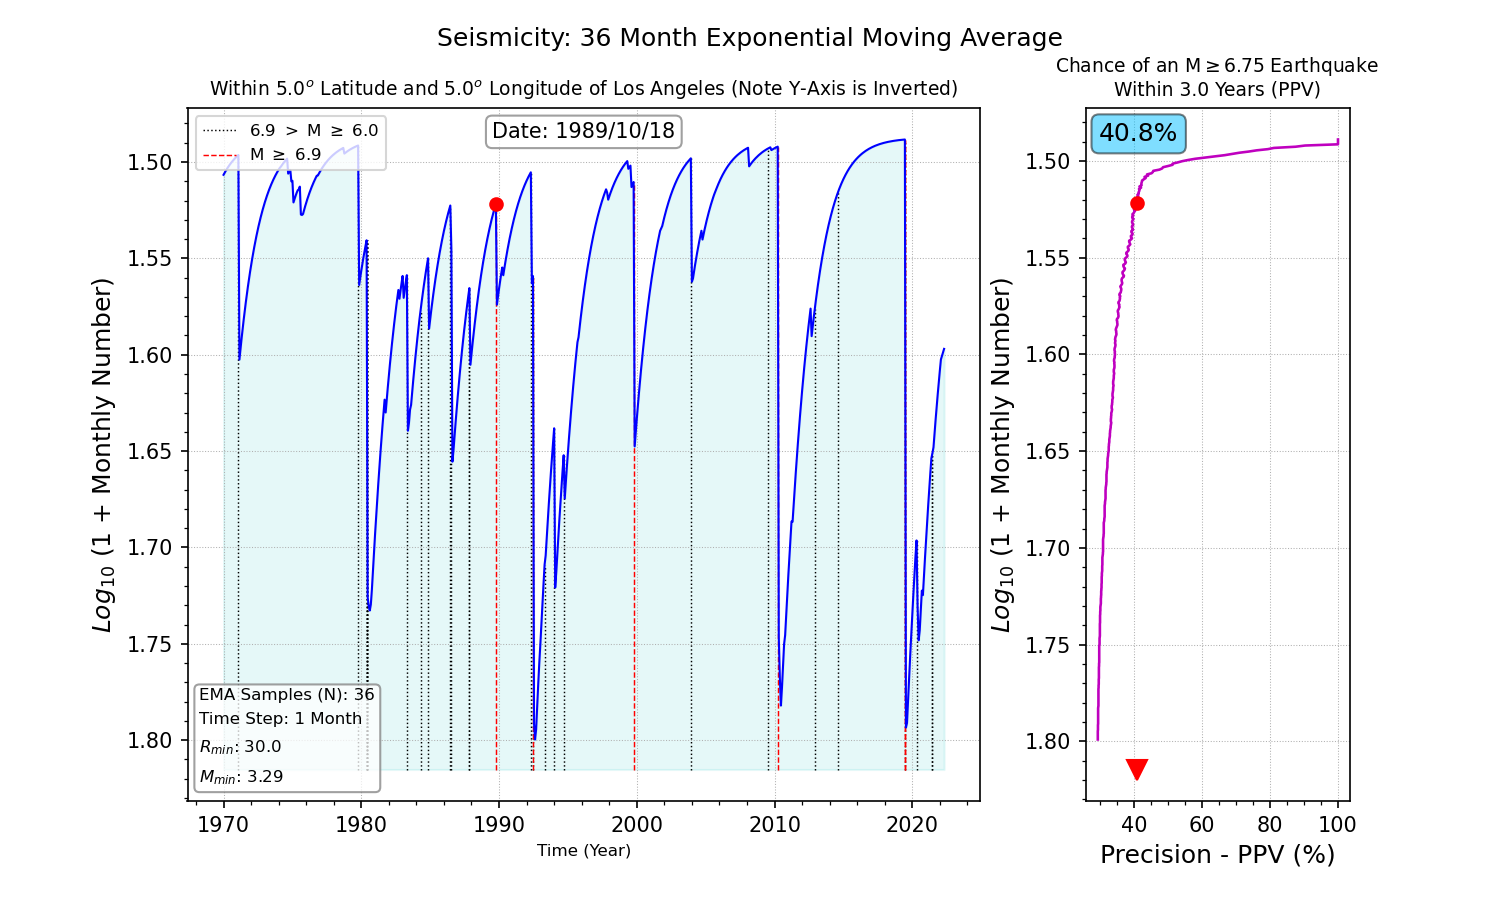 Seismicity: 36 Month Exponential Moving Average
Within 5.0° Latitude and 5.0° Longitude of Los Angeles (Note Y-Axis is Inverted)
Chance of an M ≥ 6.75 Earthquake
Within 3.0 Years (PPV)
6.9 > M ≥ 6.0
M ≥ 6.9
Date: 1989/10/18
40.8%
1.50
1.55
1.60
1.65
1.70
1.75
1.80
Log10 (1 + Monthly Number)
EMA Samples (N): 36
Time Step: 1 Month
Rmin: 30.0
Mmin: 3.29
1970
1980
1990
2000
2010
2020
Time (Year)
1.50
1.55
1.60
1.65
1.70
1.75
1.80
Log10 (1 + Monthly Number)
40
60
80
100
Precision - PPV (%)